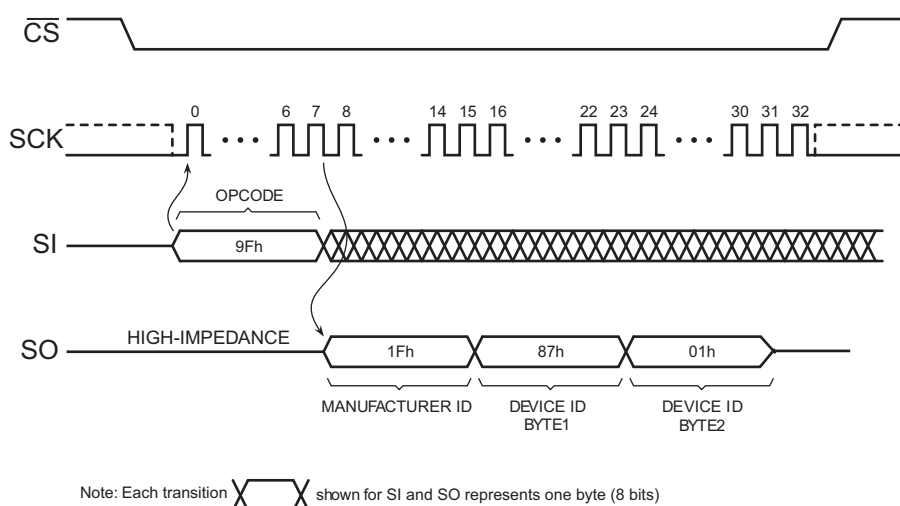 CS
SCK
0 6 7 8 14 15 16 22 23 24 30 31 32
OPCODE
SI
9Fh
SO
HIGH-IMPEDANCE
1Fh 87h 01h
MANUFACTURER ID
DEVICE ID
BYTE1
DEVICE ID
BYTE2
Note: Each transition shown for SI and SO represents one byte (8 bits)